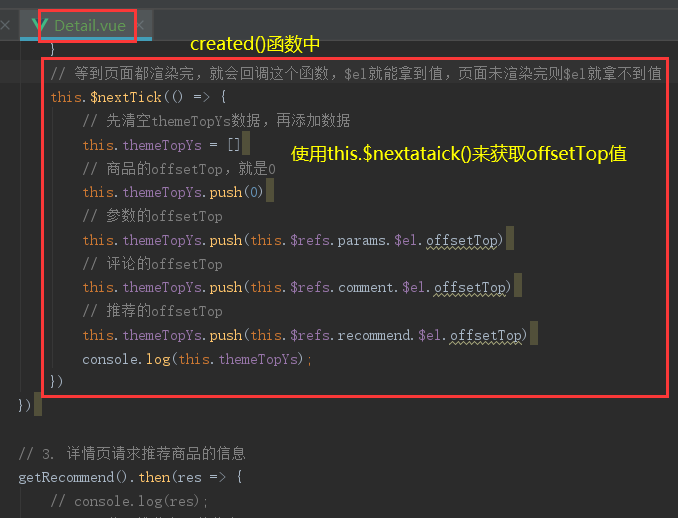 Detail.vue
created()函数中
}
// 等到页面都渲染完，就会回调这个函数，$el就能拿到值，页面未渲染完则$el就拿不到值
this.$nextTick(() => {
// 先清空themeTopYs数据，再添加数据
this.themeTopYs = []
使用this.$nextataick()来获取offsetTop值
// 商品的offsetTop，就是0
this.themeTopYs.push(0)
// 参数的offsetTop
this.themeTopYs.push(this.$refs.params.$el.offsetTop)
// 评论的offsetTop
this.themeTopYs.push(this.$refs.comment.$el.offsetTop)
// 推荐的offsetTop
this.themeTopYs.push(this.$refs.recommend.$el.offsetTop)
console.log(this.themeTopYs);
})
})
// 3. 详情页请求推荐商品的信息
getRecommend().then(res => {
// console.log(res);